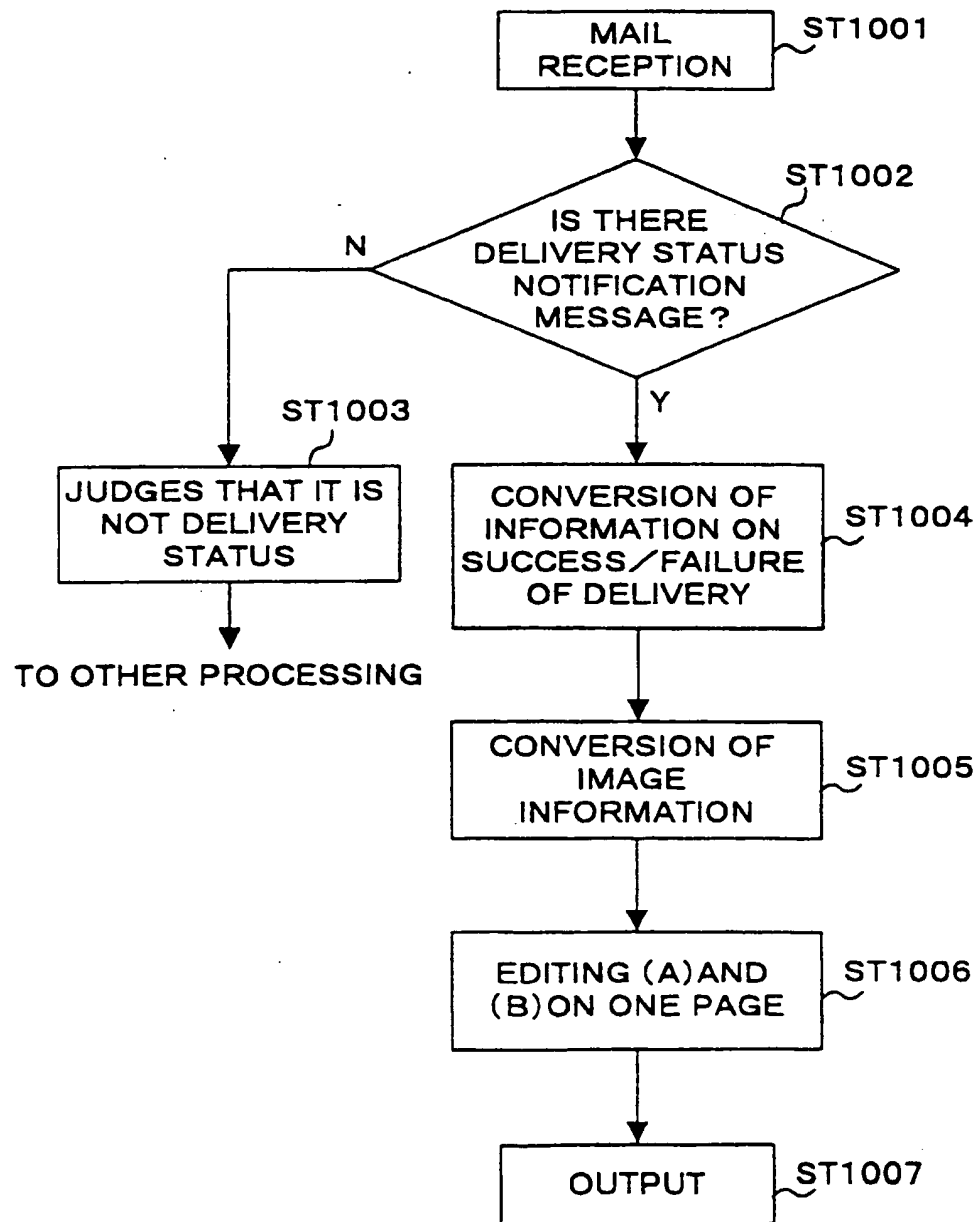 MAIL
RECEPTION
ST1001
ST1002
IS THERE
DELIVERY STATUS
NOTIFICATION
MESSAGE?
N
Y
ST1003
JUDGES THAT IT IS
NOT DELIVERY
STATUS
TO OTHER PROCESSING
CONVERSION OF
INFORMATION ON
SUCCESS/FAILURE
OF DELIVERY
ST1004
CONVERSION OF
IMAGE
INFORMATION
ST1005
EDITING (A)AND
(B)ON ONE PAGE
ST1006
OUTPUT
ST1007